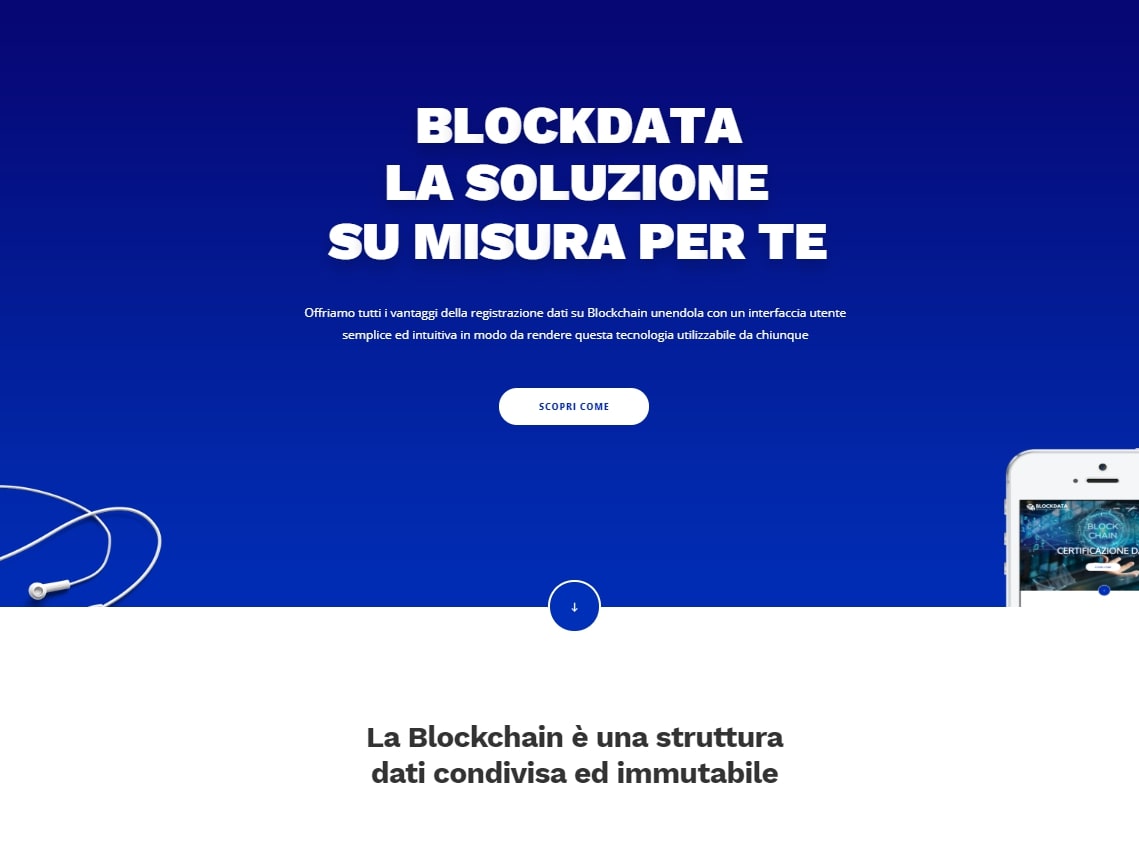 BLOCKDATA
LA SOLUZIONE
SU MISURA PER TE
Offriamo tutti i vantaggi della registrazione dati su Blockchain unendola con un interfaccia utente
semplice ed intuitiva in modo da rendere questa tecnologia utilizzabile da chiunque
SCOPRI COME
BLOCKDATA
BLOCK
CHAIN
CERTIFICAZIONE
La Blockchain è una struttura
dati condivisa ed immutabile